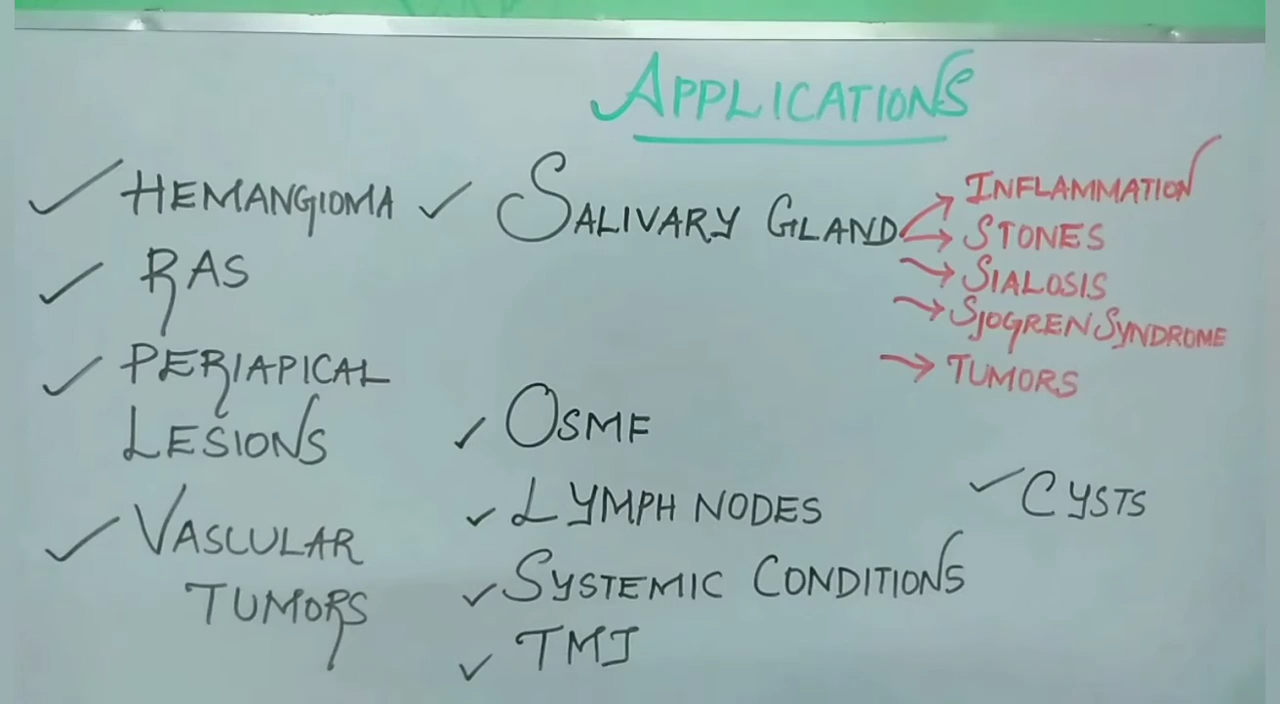 APPLICATIONS
HEMANGIOMA
RAS
PERIAPICAL
LESIONS
VASCULAR
TUMORS
SALIVARY GLAND
INFLAMMATION
STONES
SIALOSIS
SJOGREN SYNDROME
TUMORS
OSMF
LYMPH NODES
SYSTEMIC CONDITIONS
TMJ
CYSTS